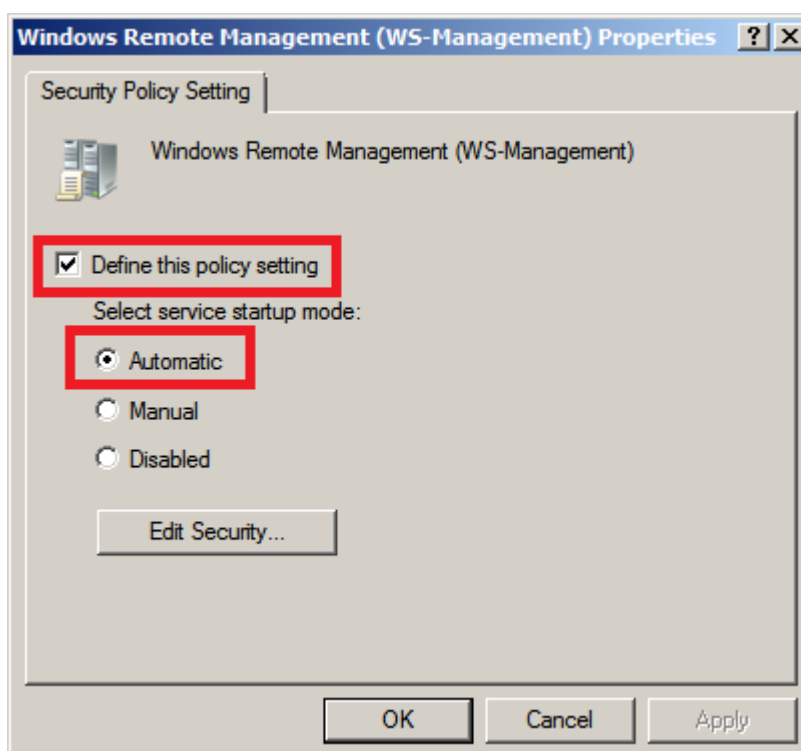 Windows Remote Management (WS-Management) Properties
Security Policy Setting
Windows Remote Management (WS-Management)
Define this policy setting
Select service startup mode:
Automatic
Manual
Disabled
Edit Security...
OK Cancel Apply